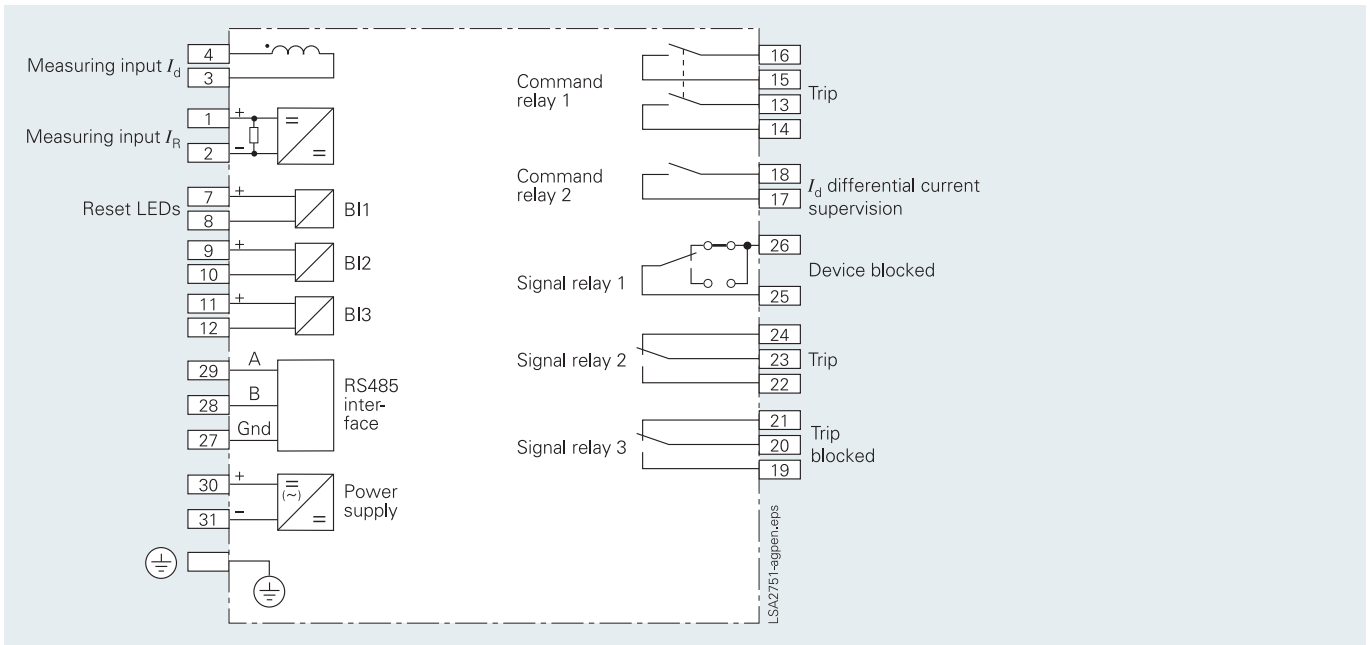 4
Measuring input Id
3
1
+
=
Measuring input IR
2
−
=
7
+
Reset LEDs
BI1
8
9
+
BI2
10
11
+
BI3
12
29
A
28
B
RS485
inter-
face
27
Gnd
30
+
=
(~)
Power
supply
31
−
=
Command
relay 1
16
15
13
14
Trip
Command
relay 2
18
17
Id differential current
supervision
Signal relay 1
26
25
Device blocked
Signal relay 2
24
23
22
Trip
Signal relay 3
21
20
19
Trip
blocked
LSA2751-agpen.eps